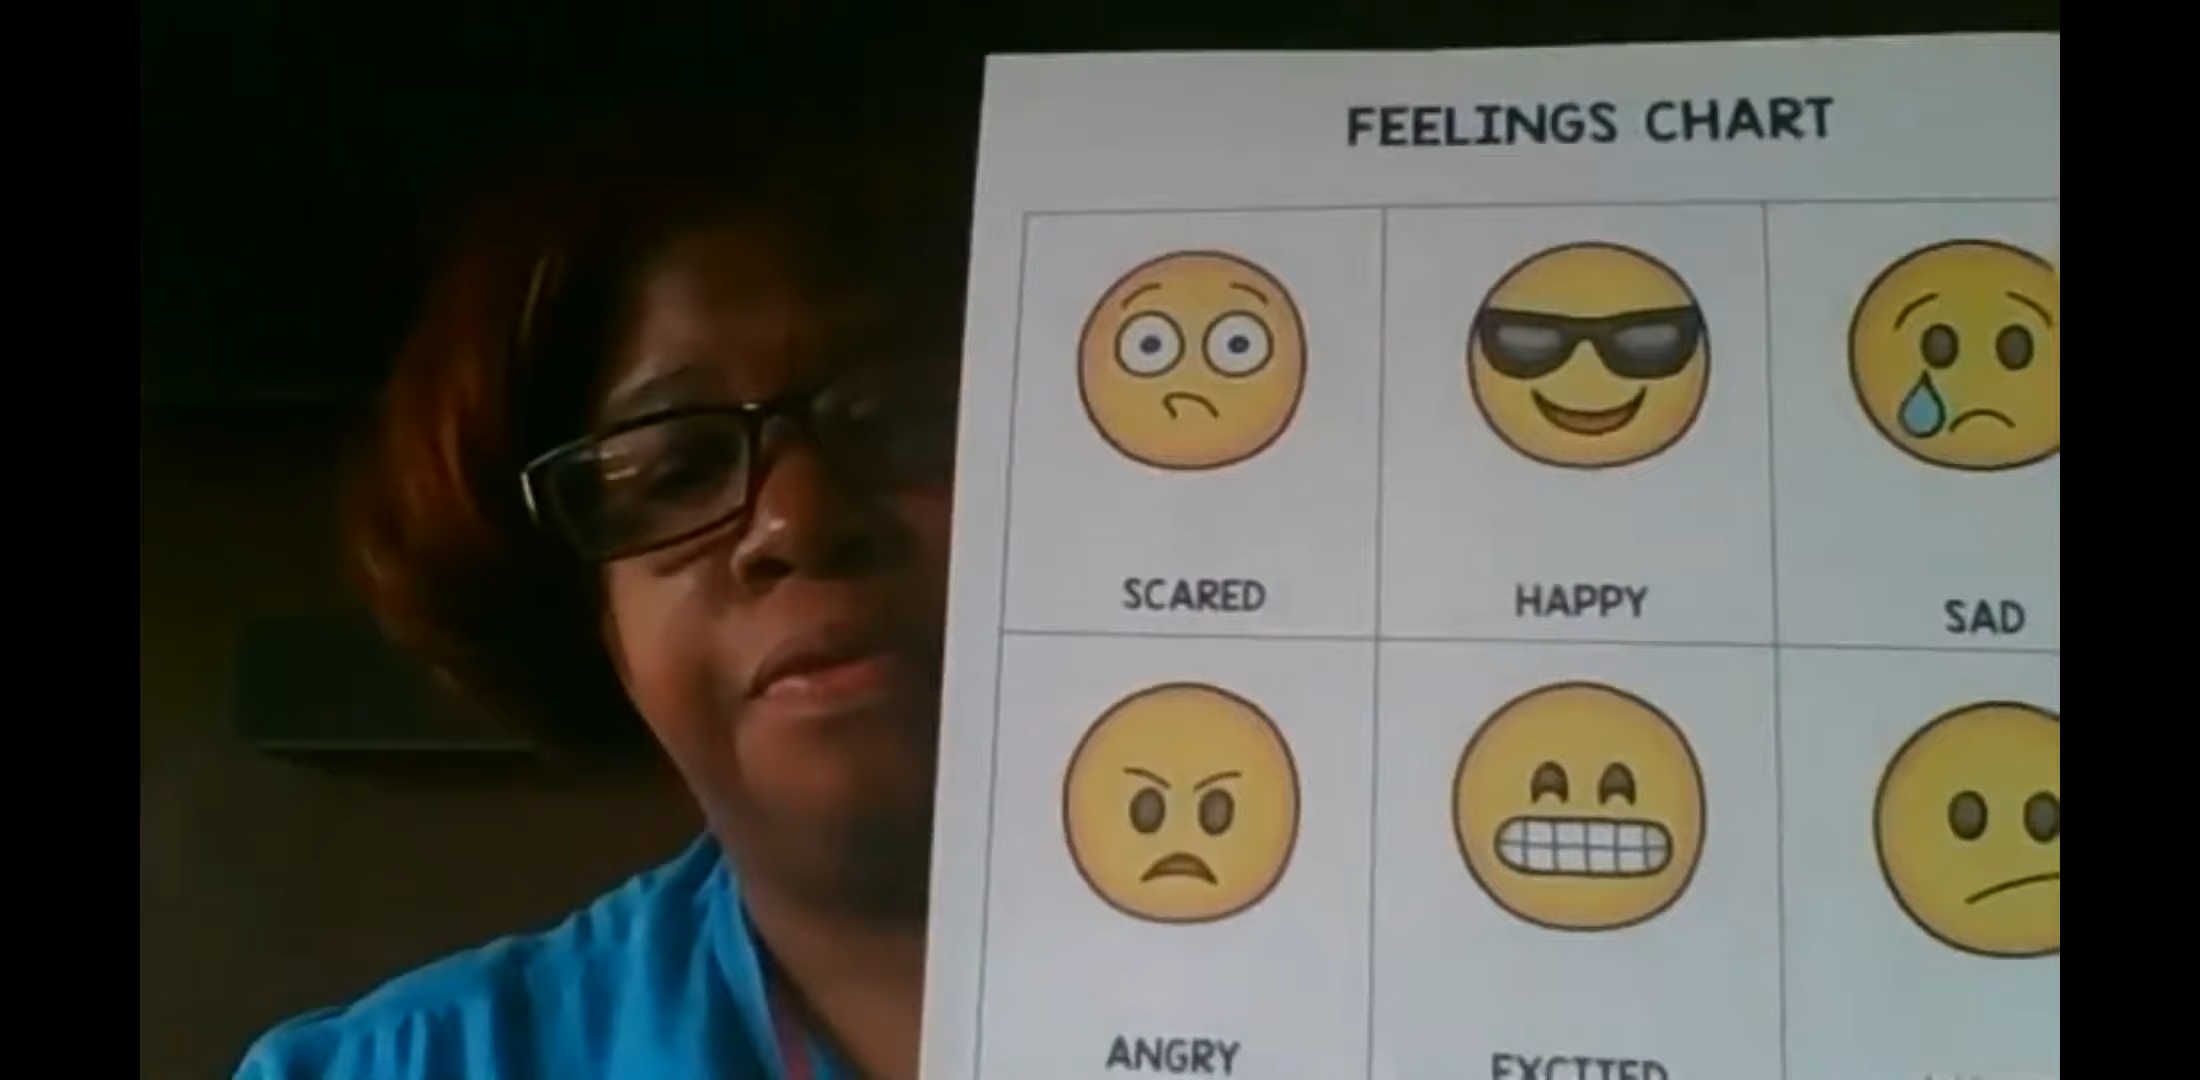 FEELINGS CHART
SCARED
HAPPY
SAD
ANGRY
EXCITED